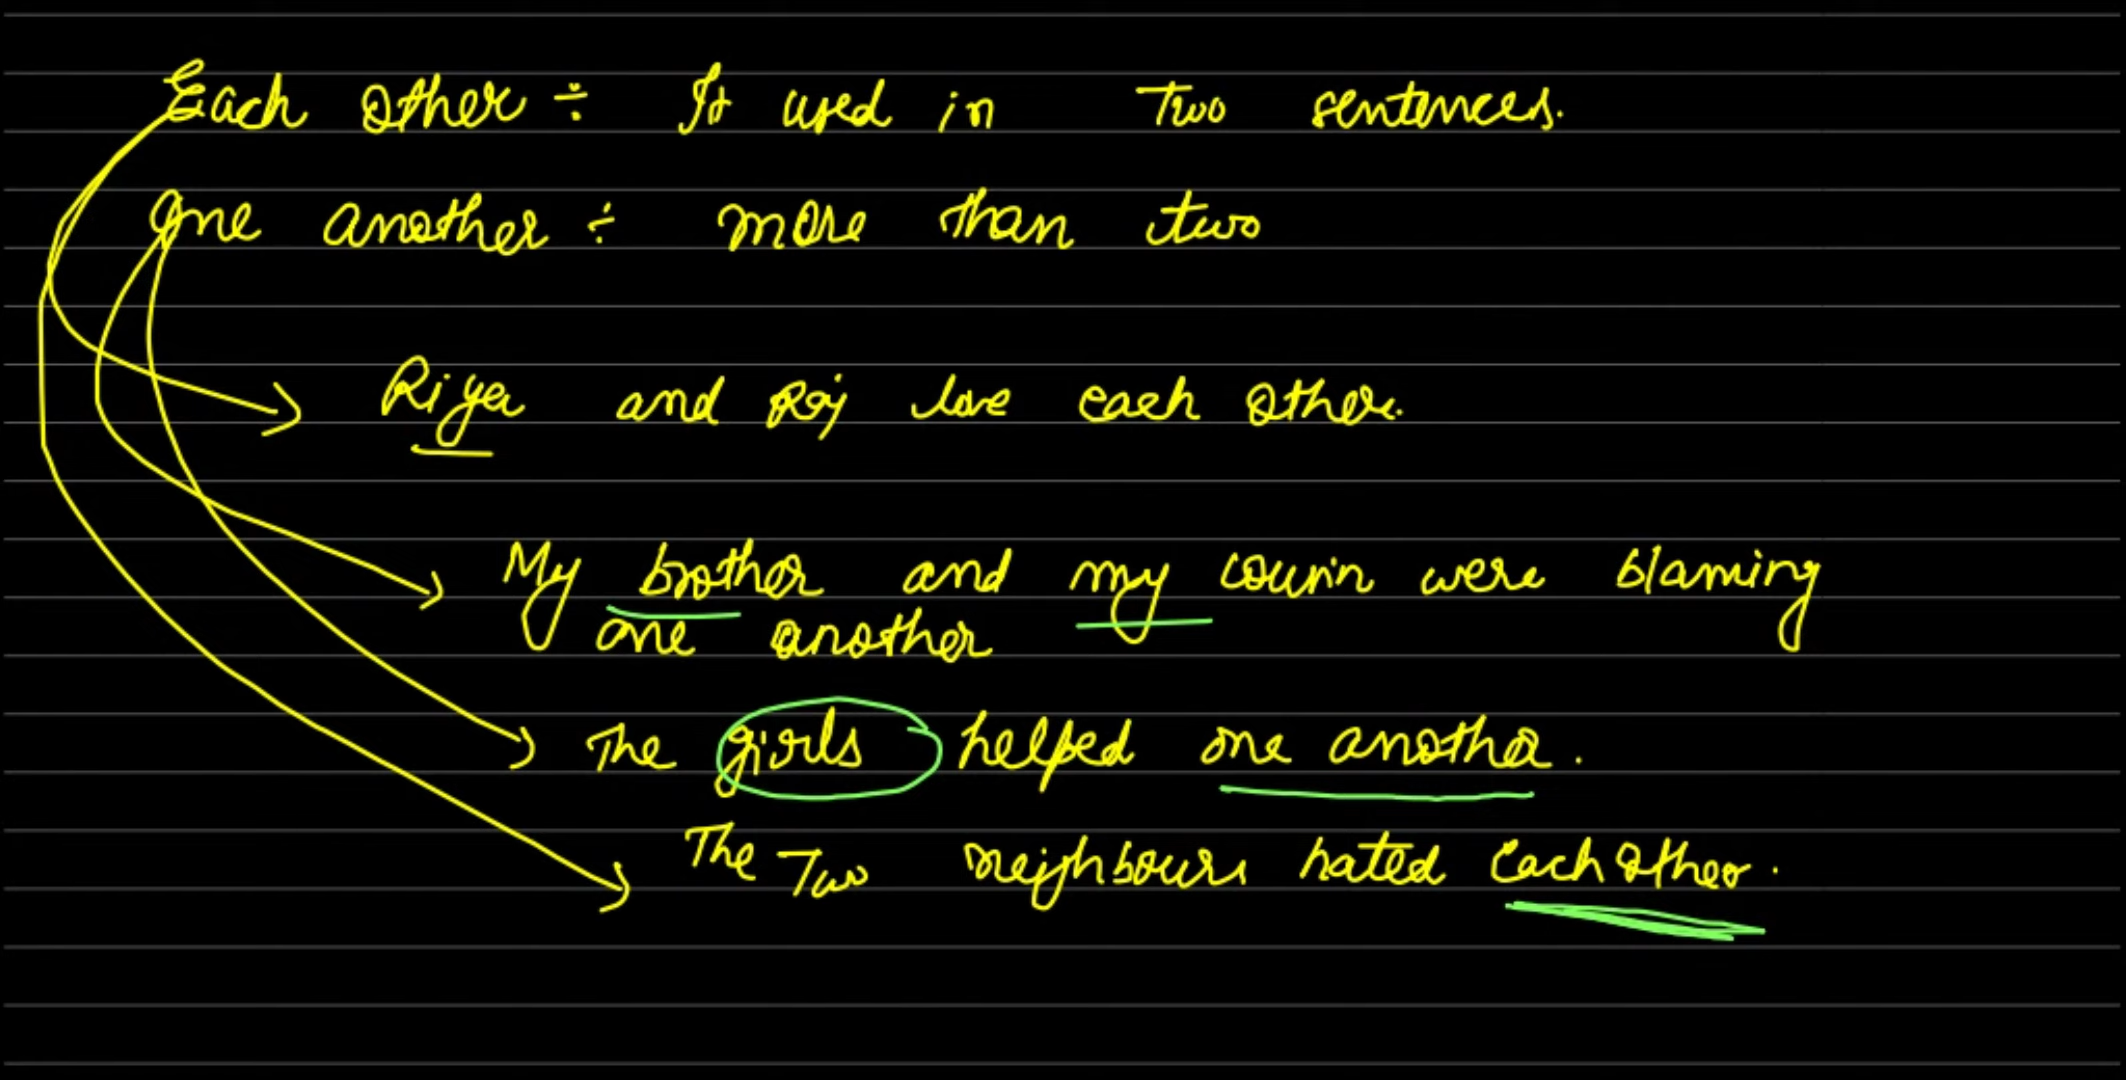 Each Other ÷ It used in Two sentences.
One another ÷ more than two
Riya and Raj love each Other.
My brother and my cousin were blaming
one another
The girls helped one another.
The Two neighbours hated Each Other.